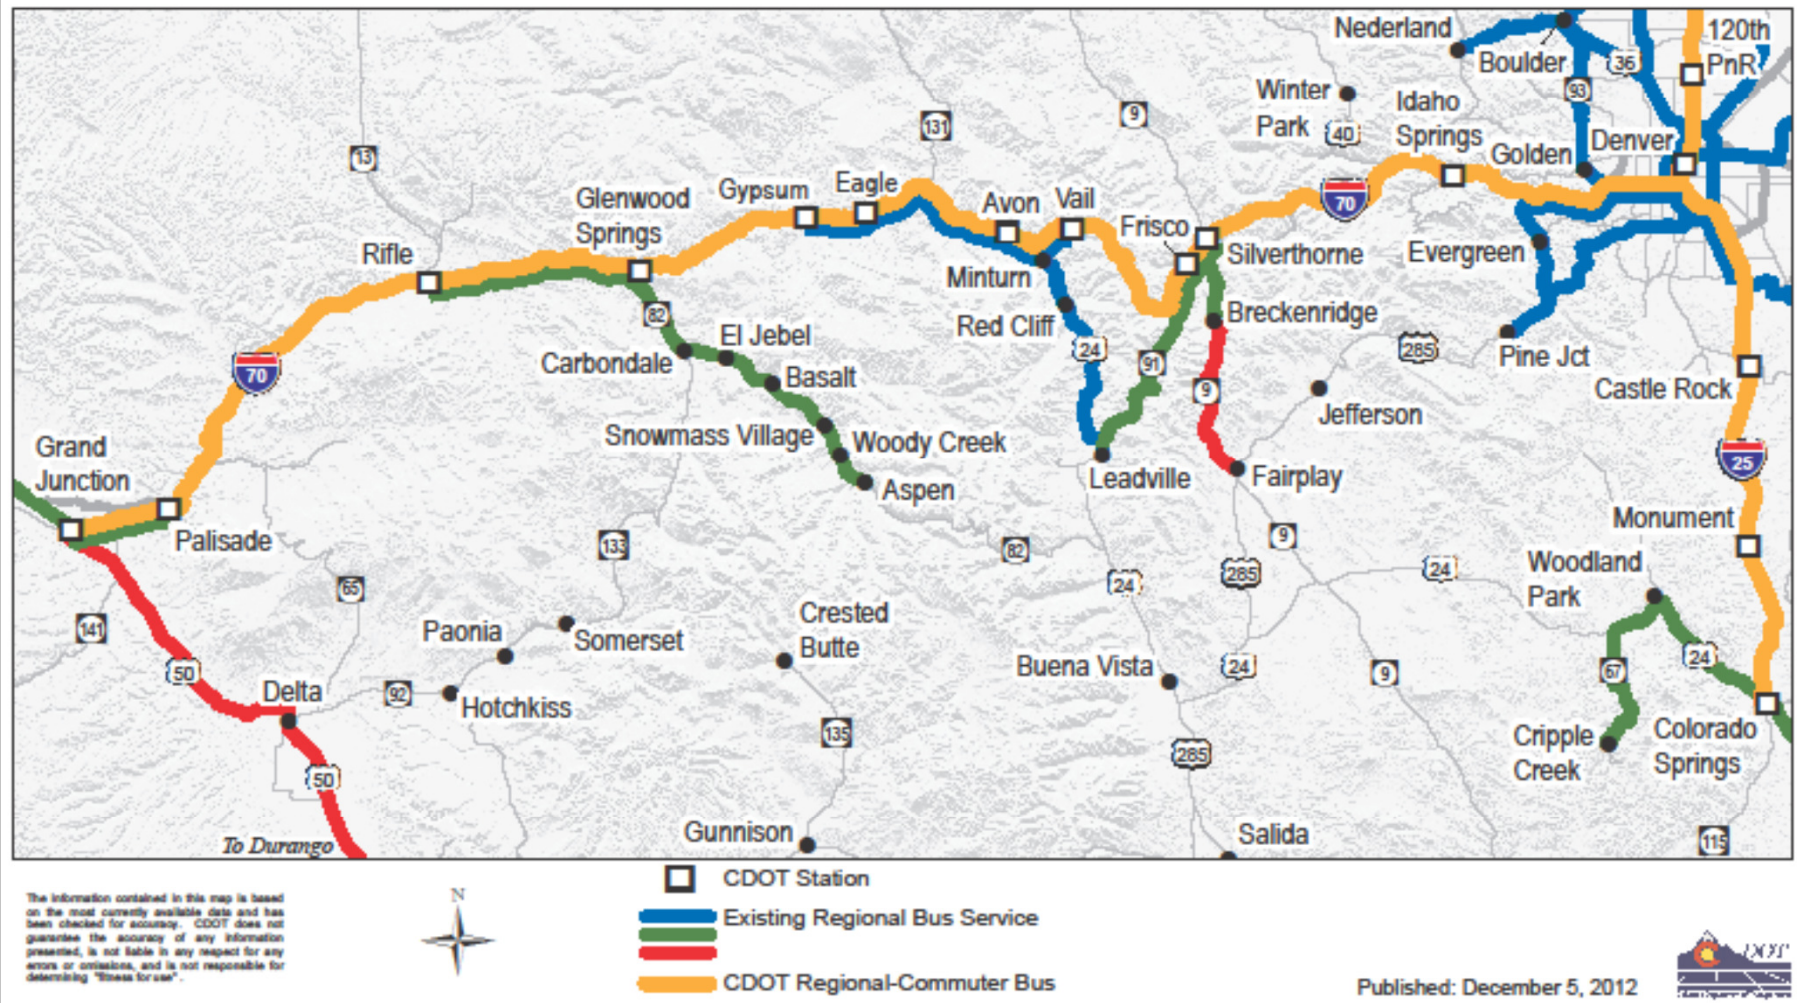 Nederland
120th
PnR
Boulder
36
93
Winter
Park
40
Idaho
Springs
Golden
Denver
131
9
13
Glenwood
Springs
Gypsum
Eagle
Avon
Vail
Frisco
70
Rifle
Silverthorne
Evergreen
Minturn
82
Red Cliff
Breckenridge
El Jebel
Carbondale
24
91
285
Pine Jct
70
Basalt
9
Castle Rock
Jefferson
Grand
Junction
Snowmass Village
Woody Creek
Leadville
Fairplay
25
Aspen
Palisade
Monument
133
82
9
285
24
24
Woodland
Park
65
141
Crested
Butte
Paonia
Somerset
50
Buena Vista
24
9
67
24
Delta
92
Hotchkiss
135
285
Cripple
Creek
Colorado
Springs
50
To Durango
Gunnison
Salida
115
The information contained in this map is based
on the most currently available data and has
been checked for accuracy. CDOT does not
guarantee the accuracy of any information
presented, is not liable in any respect for any
errors or omissions, and is not responsible for
determining "fitness for use".
N
CDOT Station
Existing Regional Bus Service
CDOT Regional-Commuter Bus
Published: December 5, 2012
DOT